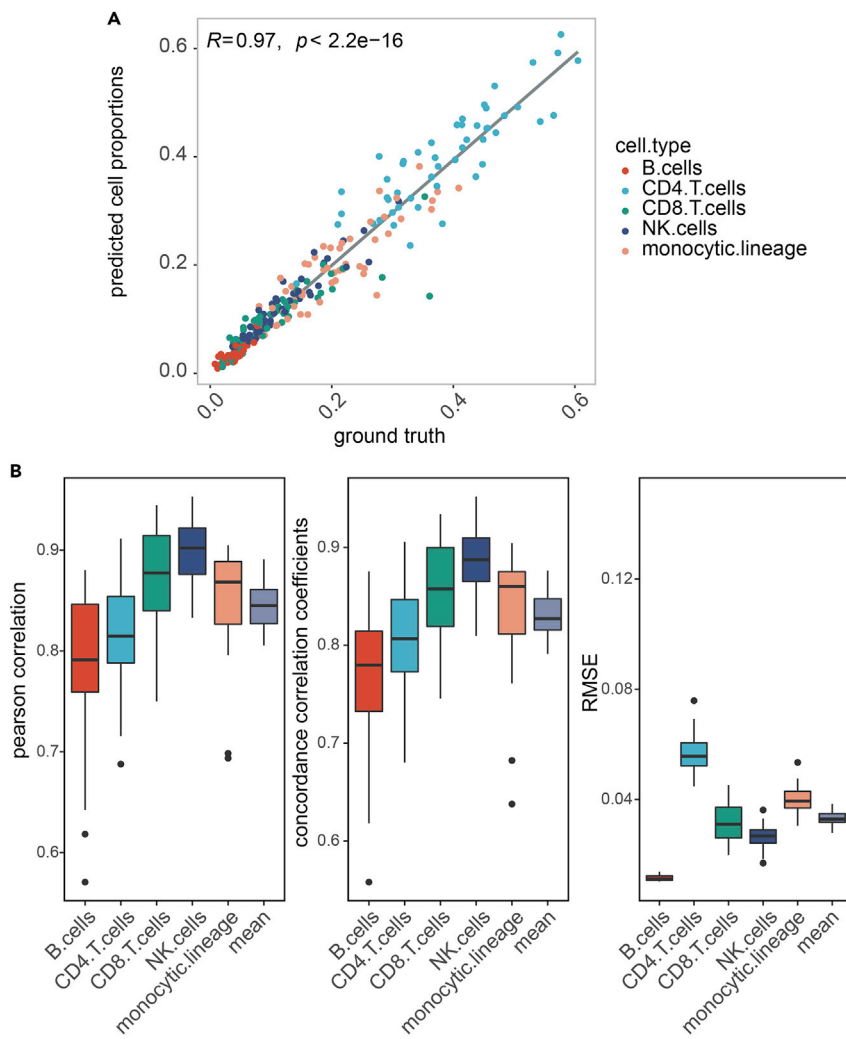 A
R=0.97, p< 2.2e−16
predicted cell proportions
0.6
0.4
0.2
0.0
0.0
0.2
0.4
0.6
ground truth
cell.type
B.cells
CD4.T.cells
CD8.T.cells
NK.cells
monocytic.lineage
B
pearson correlation
0.9
0.8
0.7
0.6
B.cells
CD4.T.cells
CD8.T.cells
NK.cells
monocytic.lineage
mean
concordance correlation coefficients
0.9
0.8
0.7
0.6
B.cells
CD4.T.cells
CD8.T.cells
NK.cells
monocytic.lineage
mean
RMSE
0.12
0.08
0.04
B.cells
CD4.T.cells
CD8.T.cells
NK.cells
monocytic.lineage
mean